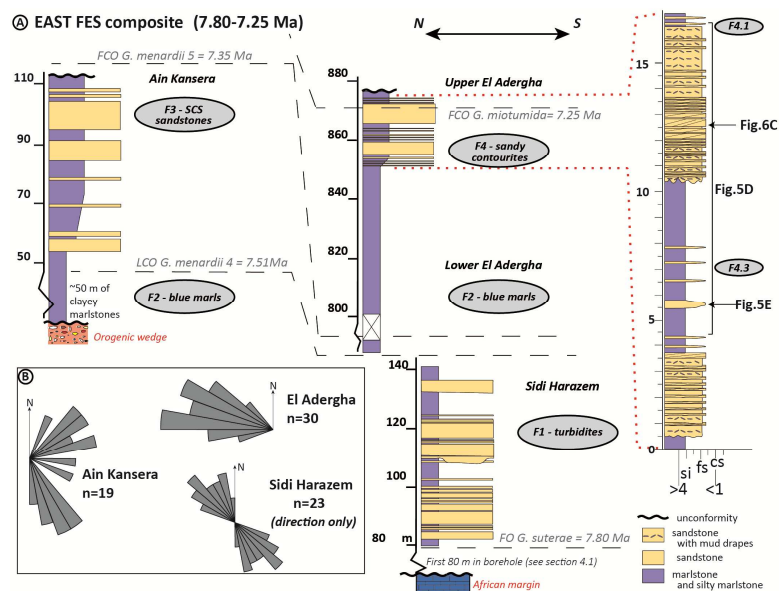 A EAST FES composite (7.80-7.25 Ma)
N S
FCO G. menardii 5 = 7.35 Ma
Ain Kansera
110
F3 - SCS
sandstones
90
70
50
LCO G. menardii 4 = 7.51Ma
~50 m of
clayey
marlstones
F2 - blue marls
Orogenic wedge
880
Upper El Adergha
FCO G. miotumida= 7.25 Ma
860
F4 - sandy
contourites
840
820
Lower El Adergha
F2 - blue marls
800
140
Sidi Harazem
120
F1 - turbidites
100
80 m
FO G. suterae = 7.80 Ma
First 80 m in borehole (see section 4.1)
African margin
F4.1
15
Fig.6C
10
Fig.5D
F4.3
Fig.5E
5
0
si fs cs
>4 <1
unconformity
sandstone
with mud drapes
sandstone
marlstone
and silty marlstone
B
N
Ain Kansera
n=19
N
El Adergha
n=30
N
Sidi Harazem
n=23
(direction only)